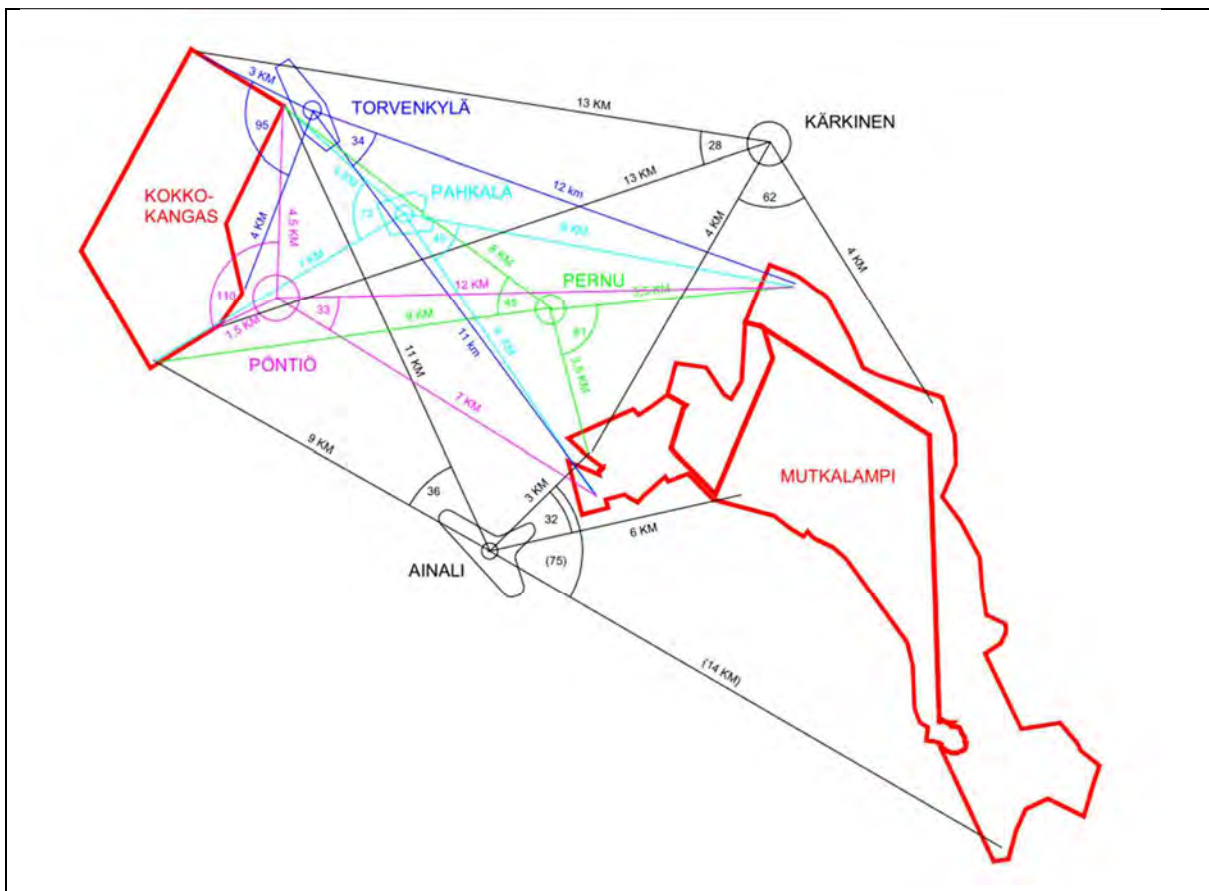 3 KM
13 KM
TORVENKYLÄ
KÄRKINEN
95
34
28
13 KM
KOKKO-
KANGAS
PAHKALA
12 km
62
72
4 KM
4,5 KM
45
9 KM
4 KM
7 KM
8 KM
4 KM
12 KM
PERNU
110
33
9 KM
45
1,5 KM
81
11 km
PÖNTIÖ
11 KM
3,5 KM
7 KM
9 KM
36
3 KM
MUTKALAMPI
32
6 KM
AINALI
(75)
(14 KM)